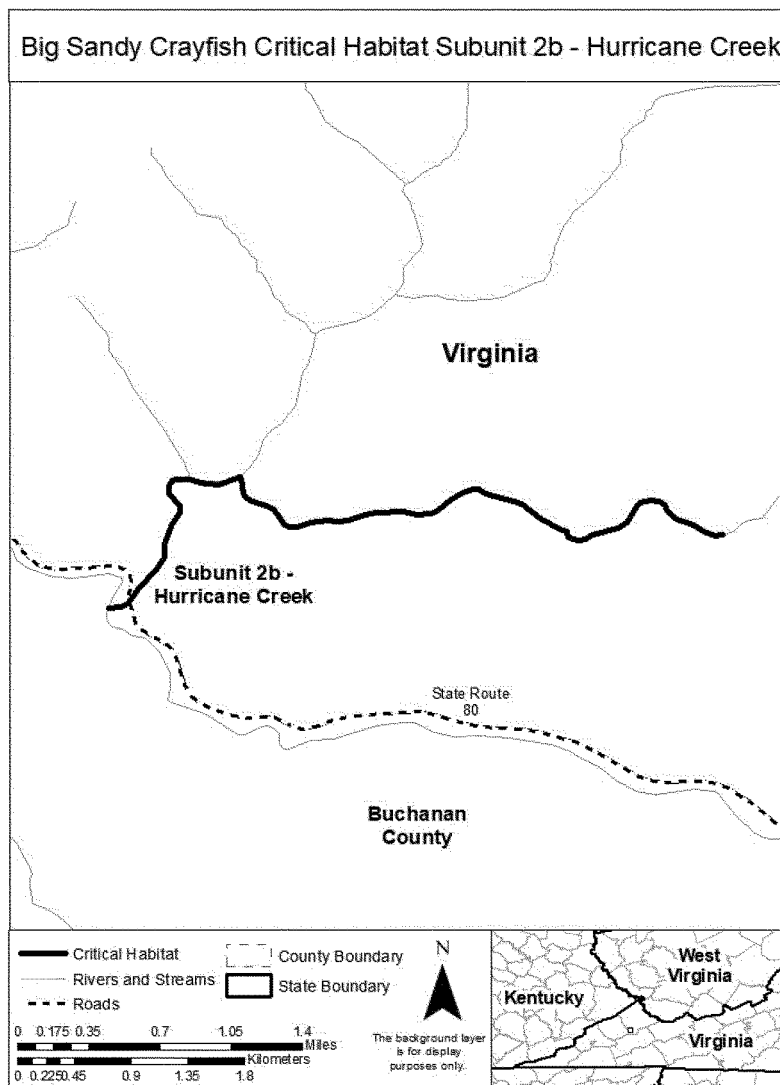 Big Sandy Crayfish Critical Habitat Subunit 2b - Hurricane Creek
Virginia
Subunit 2b -
Hurricane Creek
State Route
80
Buchanan
County
Critical Habitat
Rivers and Streams
Roads
County Boundary
State Boundary
N
The background layer
is for display
purposes only.
0 0.175 0.35 0.7 1.05 1.4
Miles
Kilometers
0 0.225 0.45 0.9 1.35 1.8
West
Virginia
Kentucky
Virginia